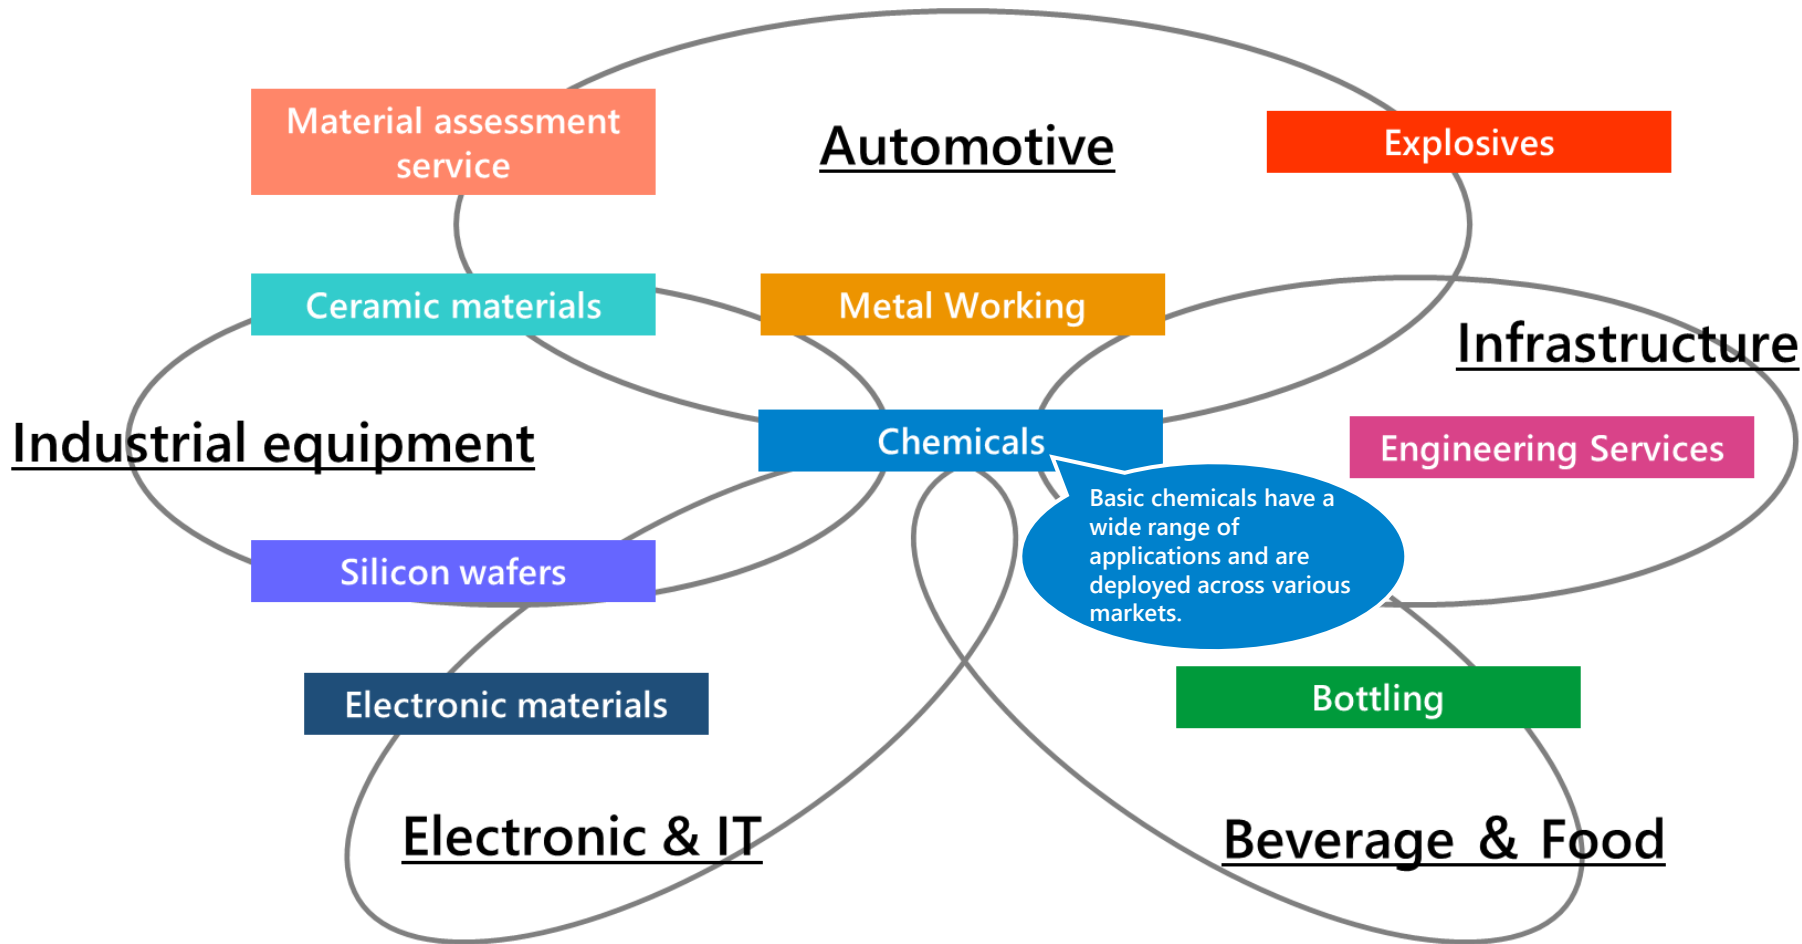 Material assessment
service
Automotive
Explosives
Ceramic materials
Metal Working
Infrastructure
Industrial equipment
Chemicals
Engineering Services
Basic chemicals have a
wide range of
applications and are
deployed across various
markets.
Silicon wafers
Electronic materials
Bottling
Electronic & IT
Beverage & Food